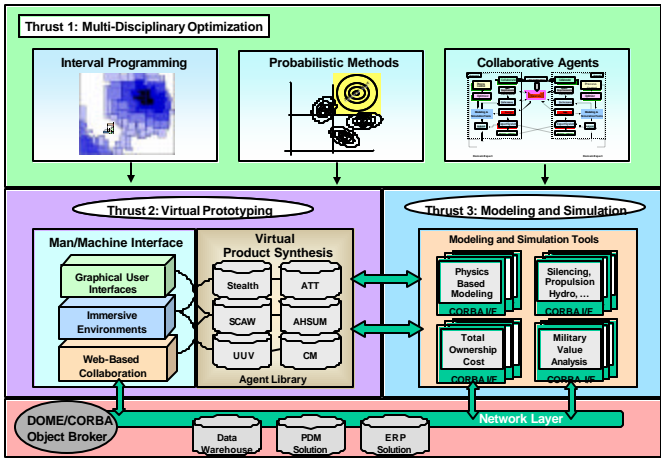 Thrust 1: Multi-Disciplinary Optimization
Interval Programming
Probabilistic Methods
Collaborative Agents
Thrust 2: Virtual Prototyping
Man/Machine Interface
Graphical User
Interfaces
Immersive
Environments
Web-Based
Collaboration
Virtual
Product Synthesis
Stealth
ATT
SCAW
AHSUM
UUV
CM
Agent Library
Thrust 3: Modeling and Simulation
Modeling and Simulation Tools
Physics
Based
Modeling
CORBA I/F
Silencing,
Propulsion
Hydro, ...
CORBA I/F
Total
Ownership
Cost
CORBA I/F
Military
Value
Analysis
CORBA I/F
DOME/CORBA
Object Broker
Network Layer
Data
Warehouse
PDM
Solution
ERP
Solution